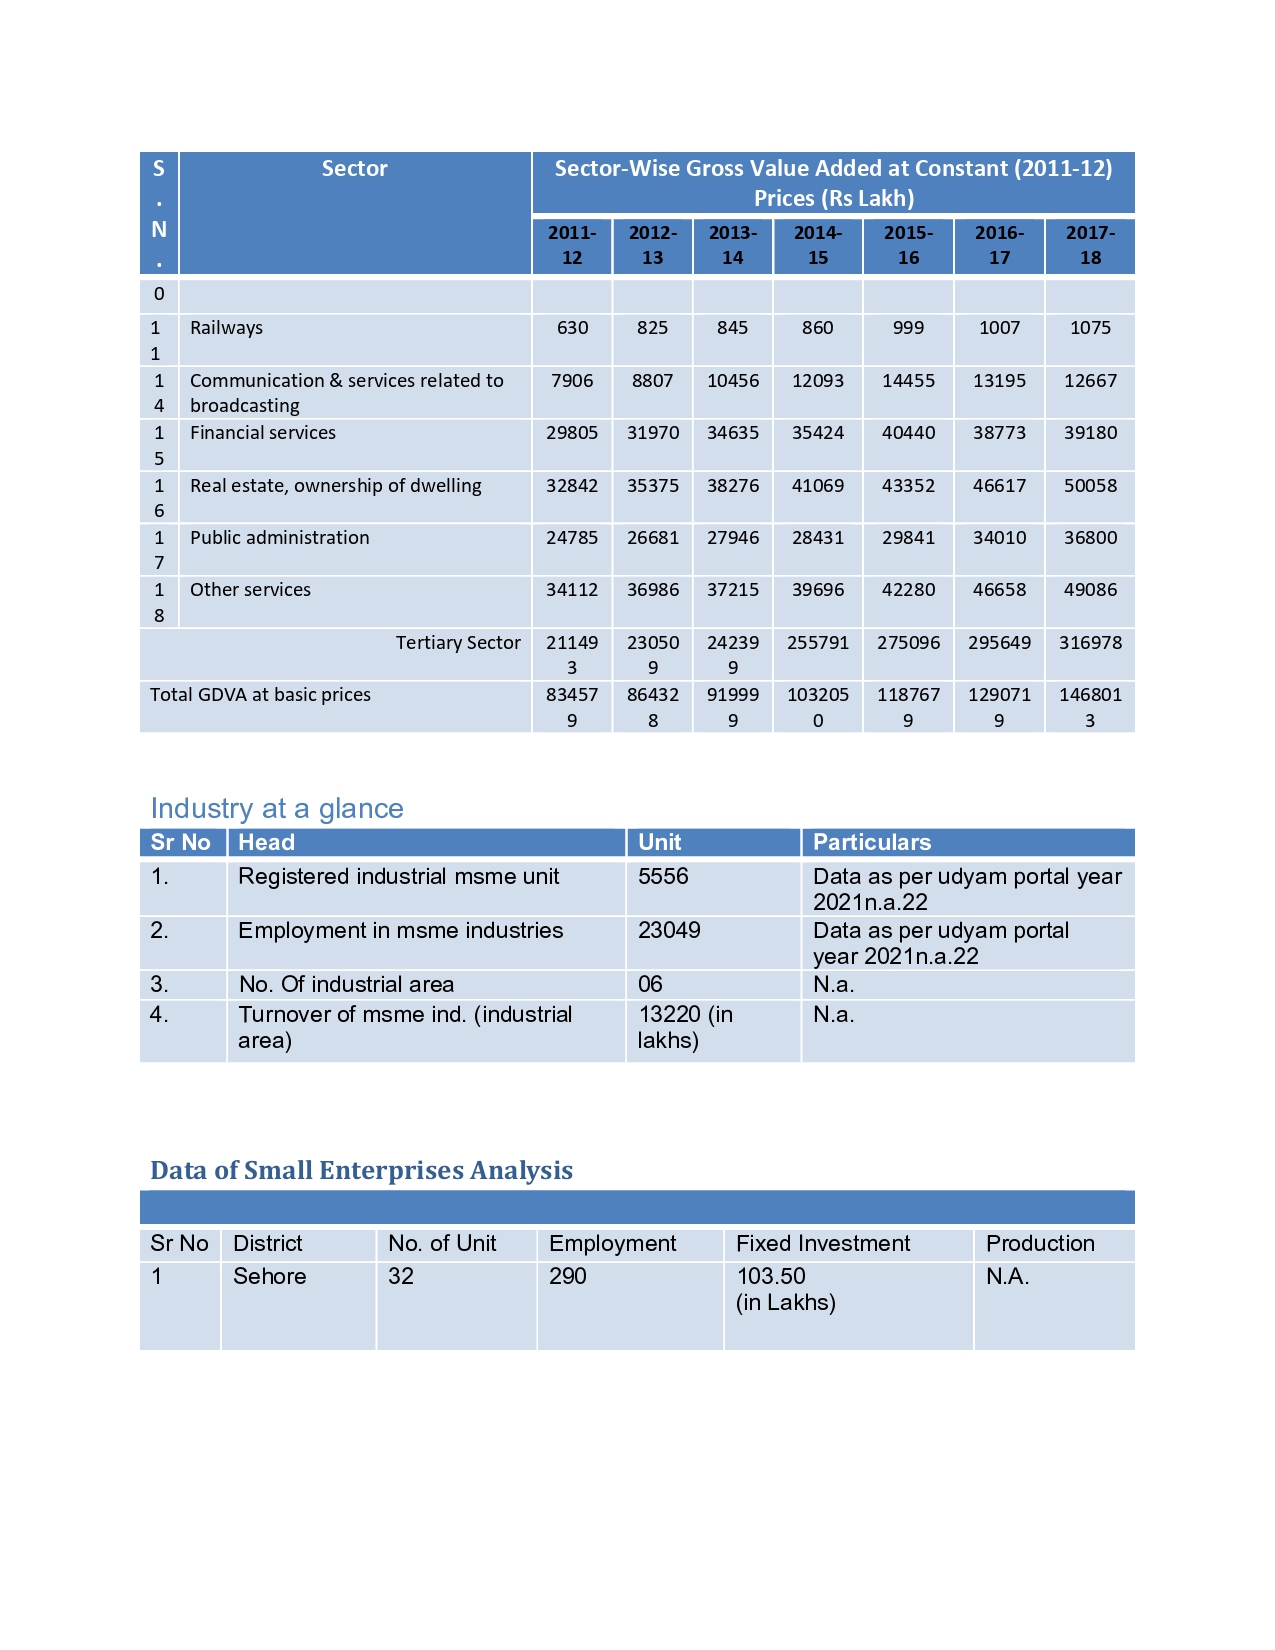 S . N . Sector Sector-Wise Gross Value Added at Constant (2011-12) Prices (Rs Lakh)
2011-12 2012-13 2013-14 2014-15 2015-16 2016-17 2017-18
0
11 Railways 630 825 845 860 999 1007 1075
14 Communication & services related to broadcasting 7906 8807 10456 12093 14455 13195 12667
15 Financial services 29805 31970 34635 35424 40440 38773 39180
16 Real estate, ownership of dwelling 32842 35375 38276 41069 43352 46617 50058
17 Public administration 24785 26681 27946 28431 29841 34010 36800
18 Other services 34112 36986 37215 39696 42280 46658 49086
Tertiary Sector 211493 230509 242399 255791 275096 295649 316978
Total GDVA at basic prices 834579 864328 919999 1032050 1187679 1290719 1468013
Industry at a glance
Sr No Head Unit Particulars
1. Registered industrial msme unit 5556 Data as per udyam portal year 2021n.a.22
2. Employment in msme industries 23049 Data as per udyam portal year 2021n.a.22
3. No. Of industrial area 06 N.a.
4. Turnover of msme ind. (industrial area) 13220 (in lakhs) N.a.
Data of Small Enterprises Analysis
Sr No District No. of Unit Employment Fixed Investment Production
1 Sehore 32 290 103.50 (in Lakhs) N.A.